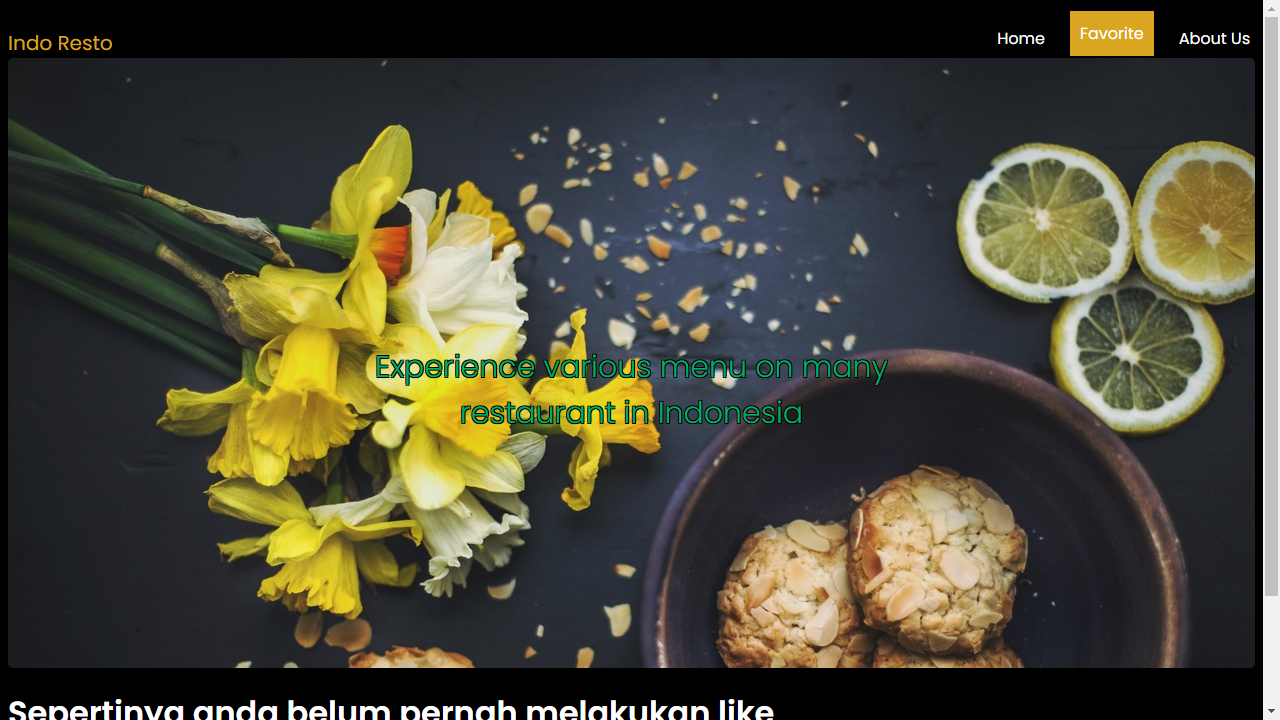 Indo Resto
Home
Favorite
About Us
Experience various menu on many
restaurant in Indonesia
Sepertinya anda belum pernah melakukan like